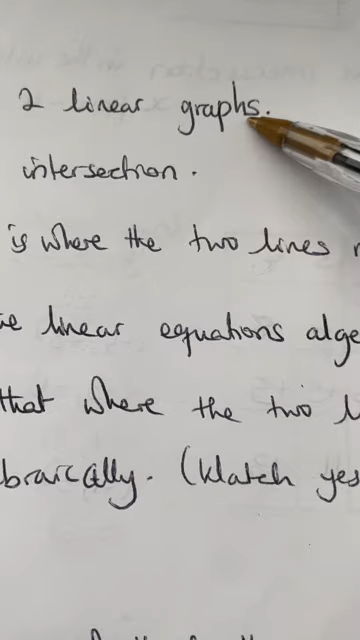 2 linear graphs.
intersection.
is where the two lines
linear equations alge
that where the two
braically. (Watch yes